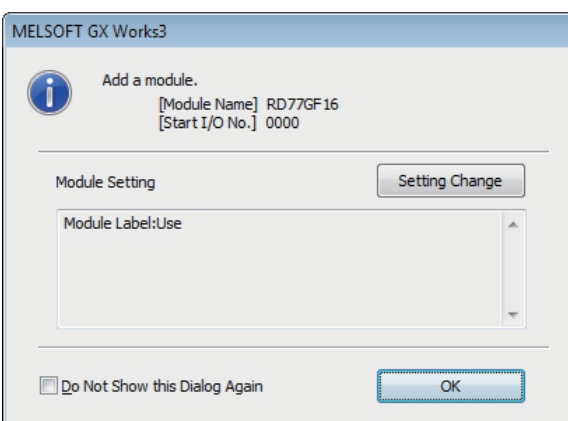 MELSOFT GX Works3
Add a module.
[Module Name] RD77GF16
[Start I/O No.] 0000
Module Setting
Setting Change
Module Label:Use
Do Not Show this Dialog Again
OK